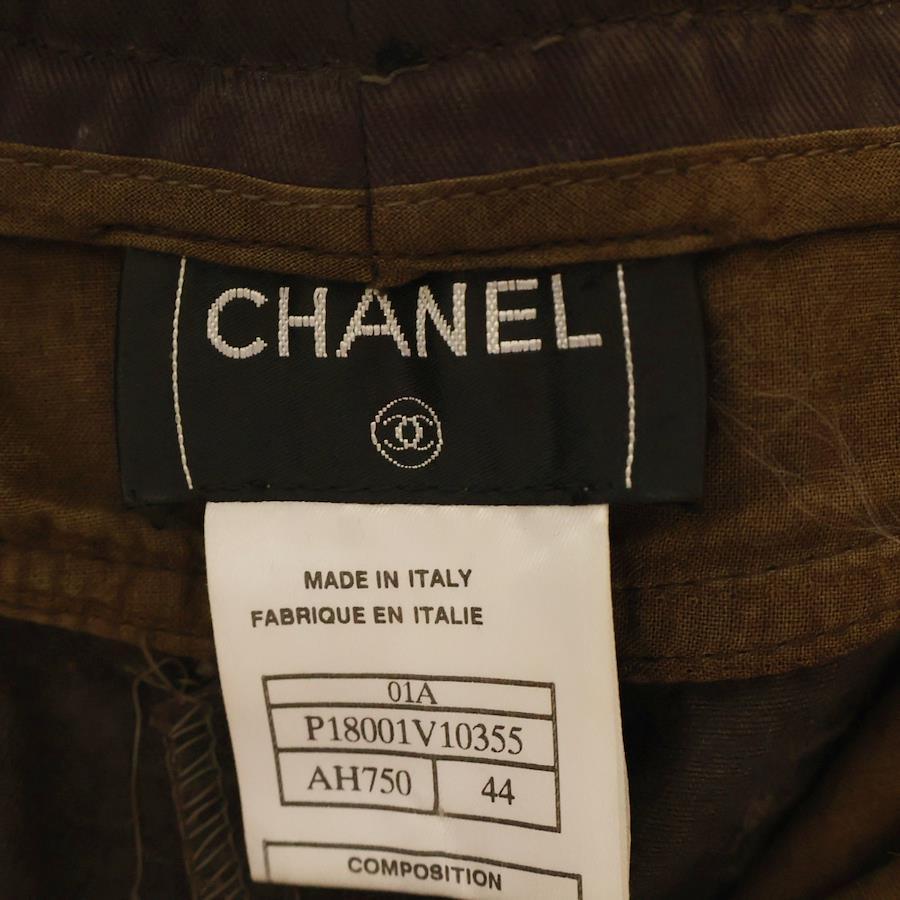 CHANEL
MADE IN ITALY
FABRIQUE EN ITALIE
01A
P18001V10355
AH750 44
COMPOSITION